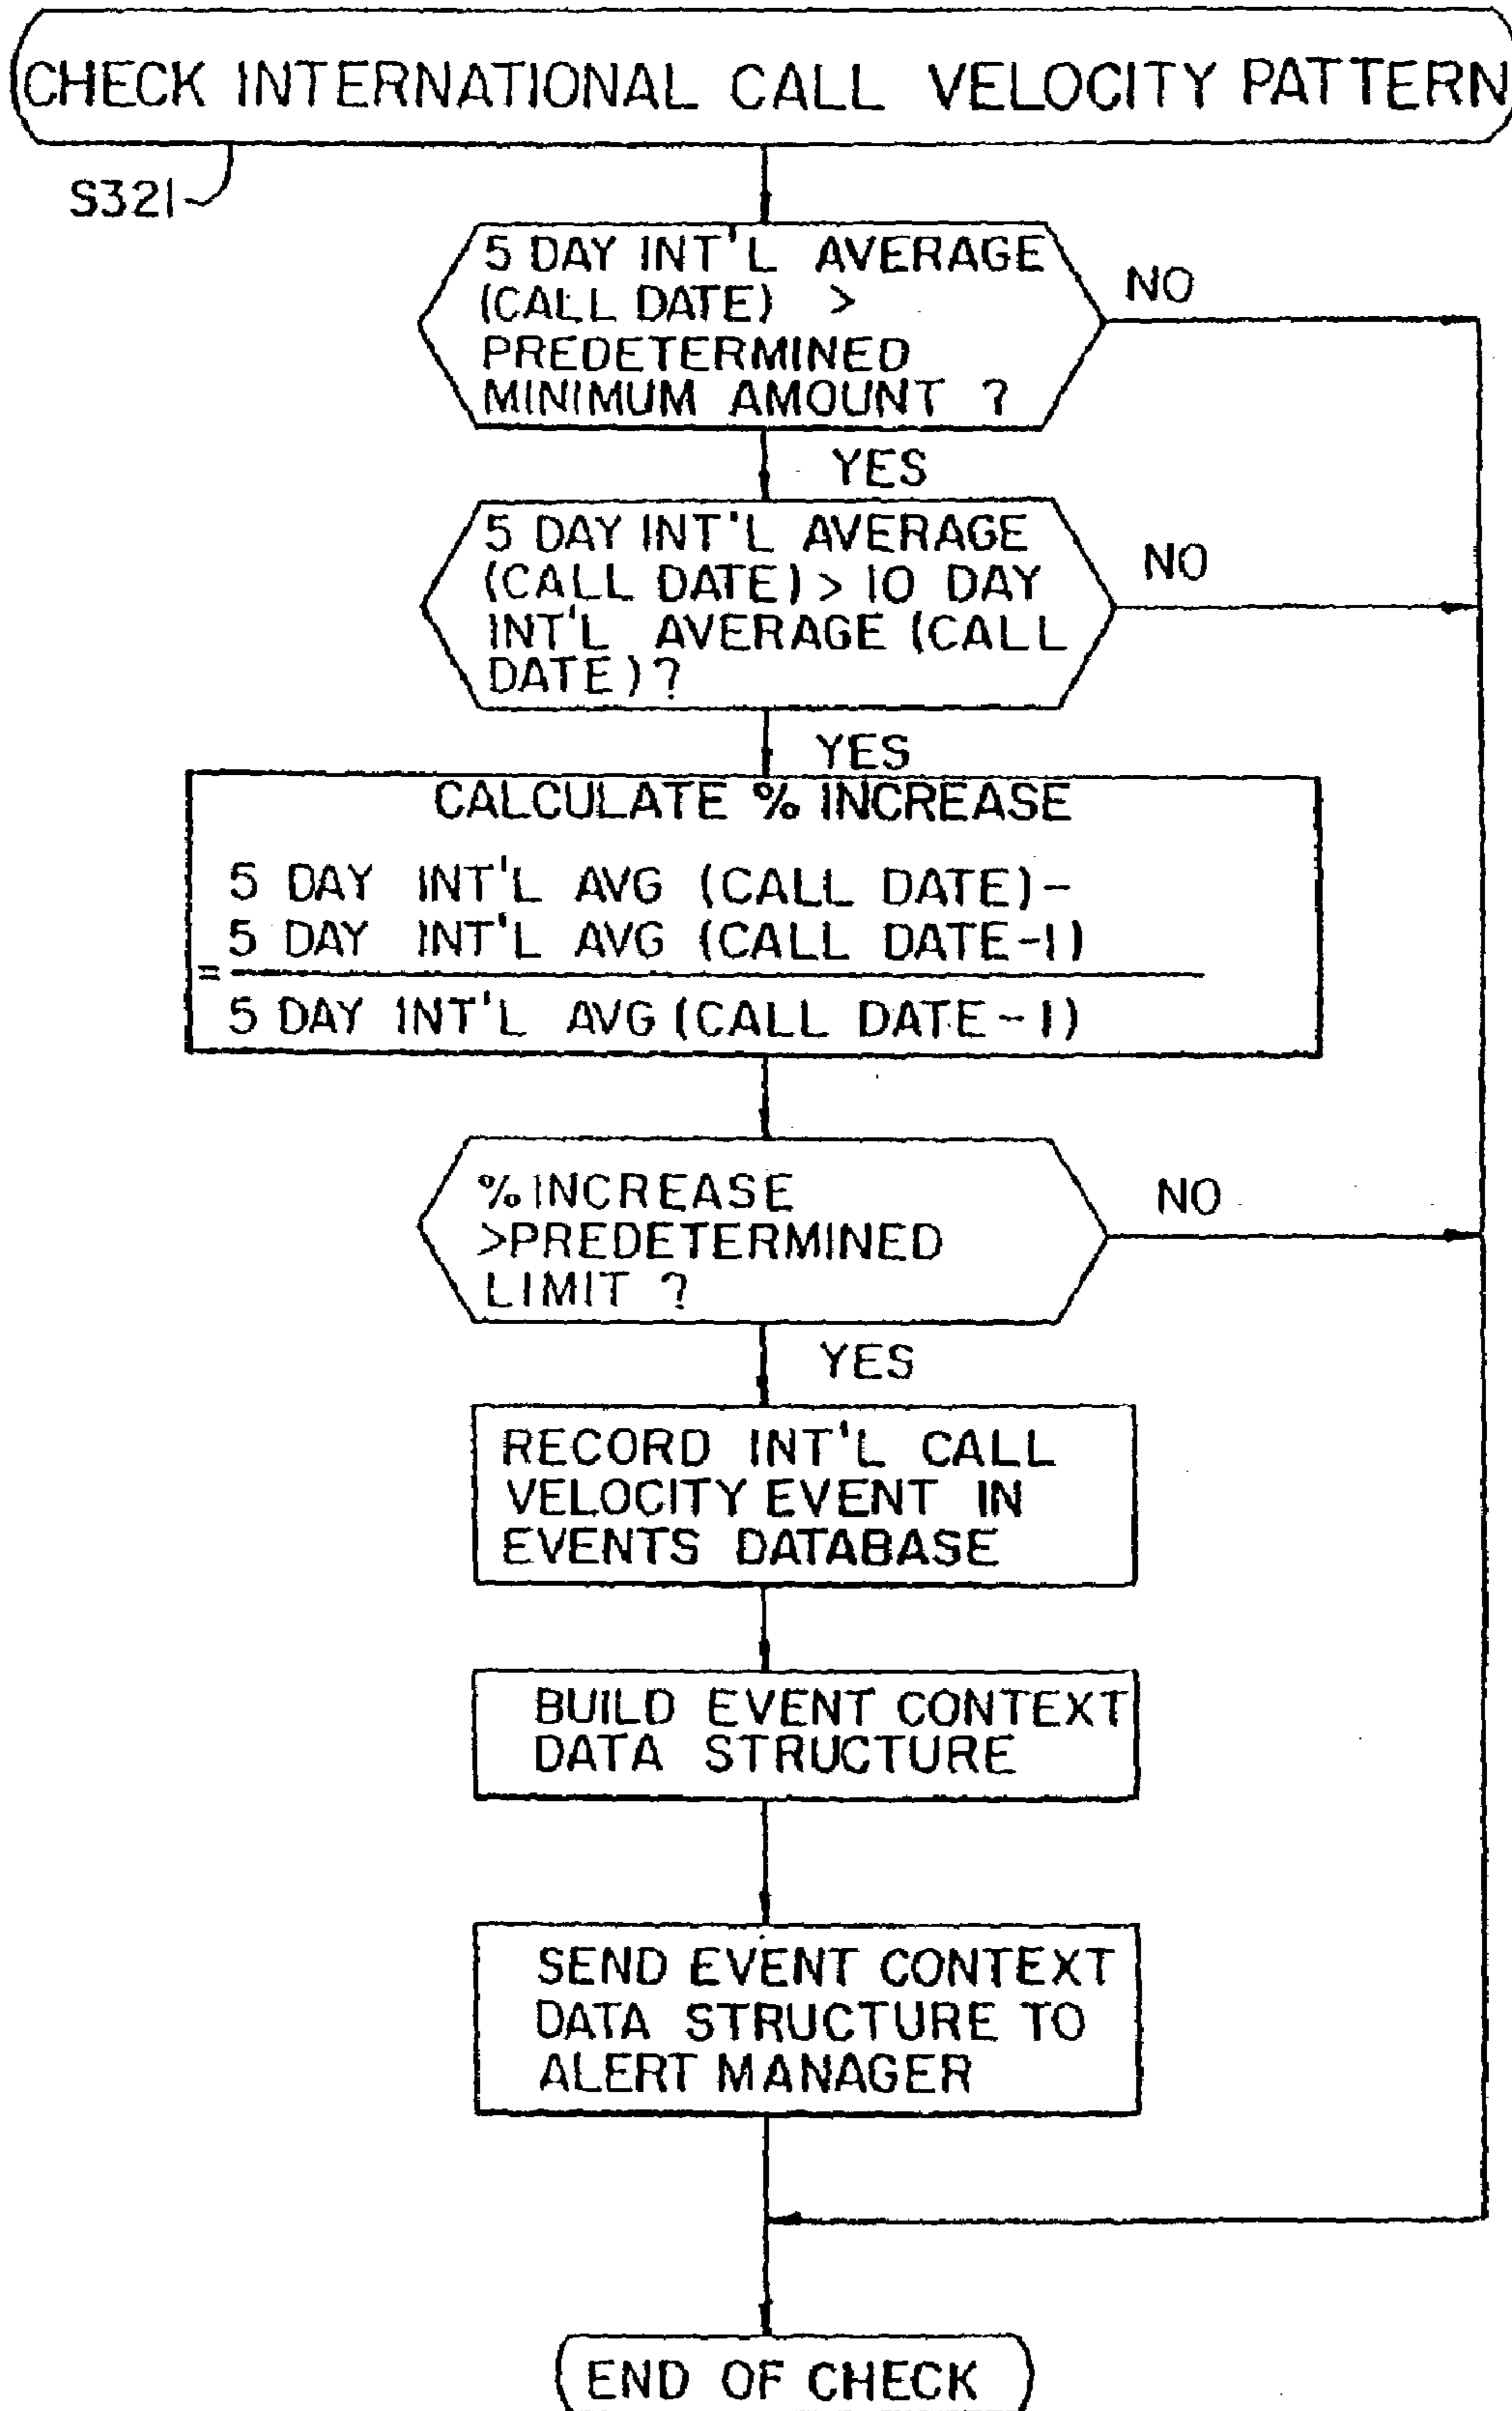 CHECK INTERNATIONAL CALL VELOCITY PATTERN
S321
5 DAY INT'L AVERAGE
(CALL DATE) >
PREDETERMINED
MINIMUM AMOUNT ?
NO
YES
5 DAY INT'L AVERAGE
(CALL DATE) > 10 DAY
INT'L AVERAGE (CALL
DATE)?
NO
YES
CALCULATE % INCREASE
5 DAY INT'L AVG (CALL DATE)-
5 DAY INT'L AVG (CALL DATE-1)
=
5 DAY INT'L AVG (CALL DATE-1)
% INCREASE
>PREDETERMINED
LIMIT ?
NO
YES
RECORD INT'L CALL
VELOCITY EVENT IN
EVENTS DATABASE
BUILD EVENT CONTEXT
DATA STRUCTURE
SEND EVENT CONTEXT
DATA STRUCTURE TO
ALERT MANAGER
END OF CHECK